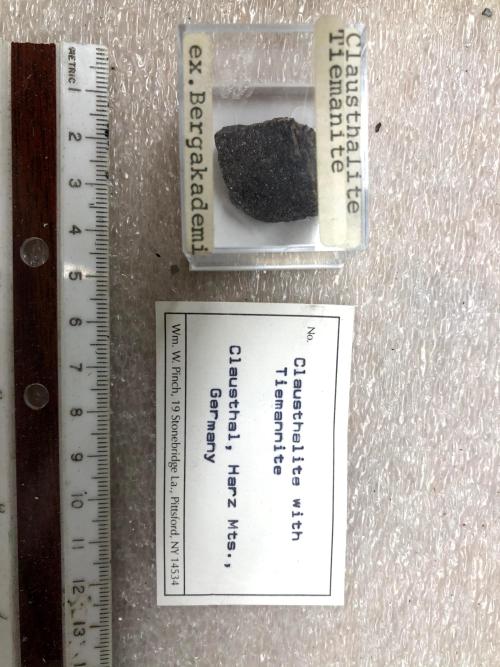 METRIC 1 2 3 4 5 6 7 8 9 10 11 12 13
Clausthalite
Tiemanite
ex. Bergakademi
No.
Clausthalite with
Tiemannite
Clausthal, Harz Mts.,
Germany
Wm. W. Pinch, 19 Stonebridge La., Pittsford, NY 14534